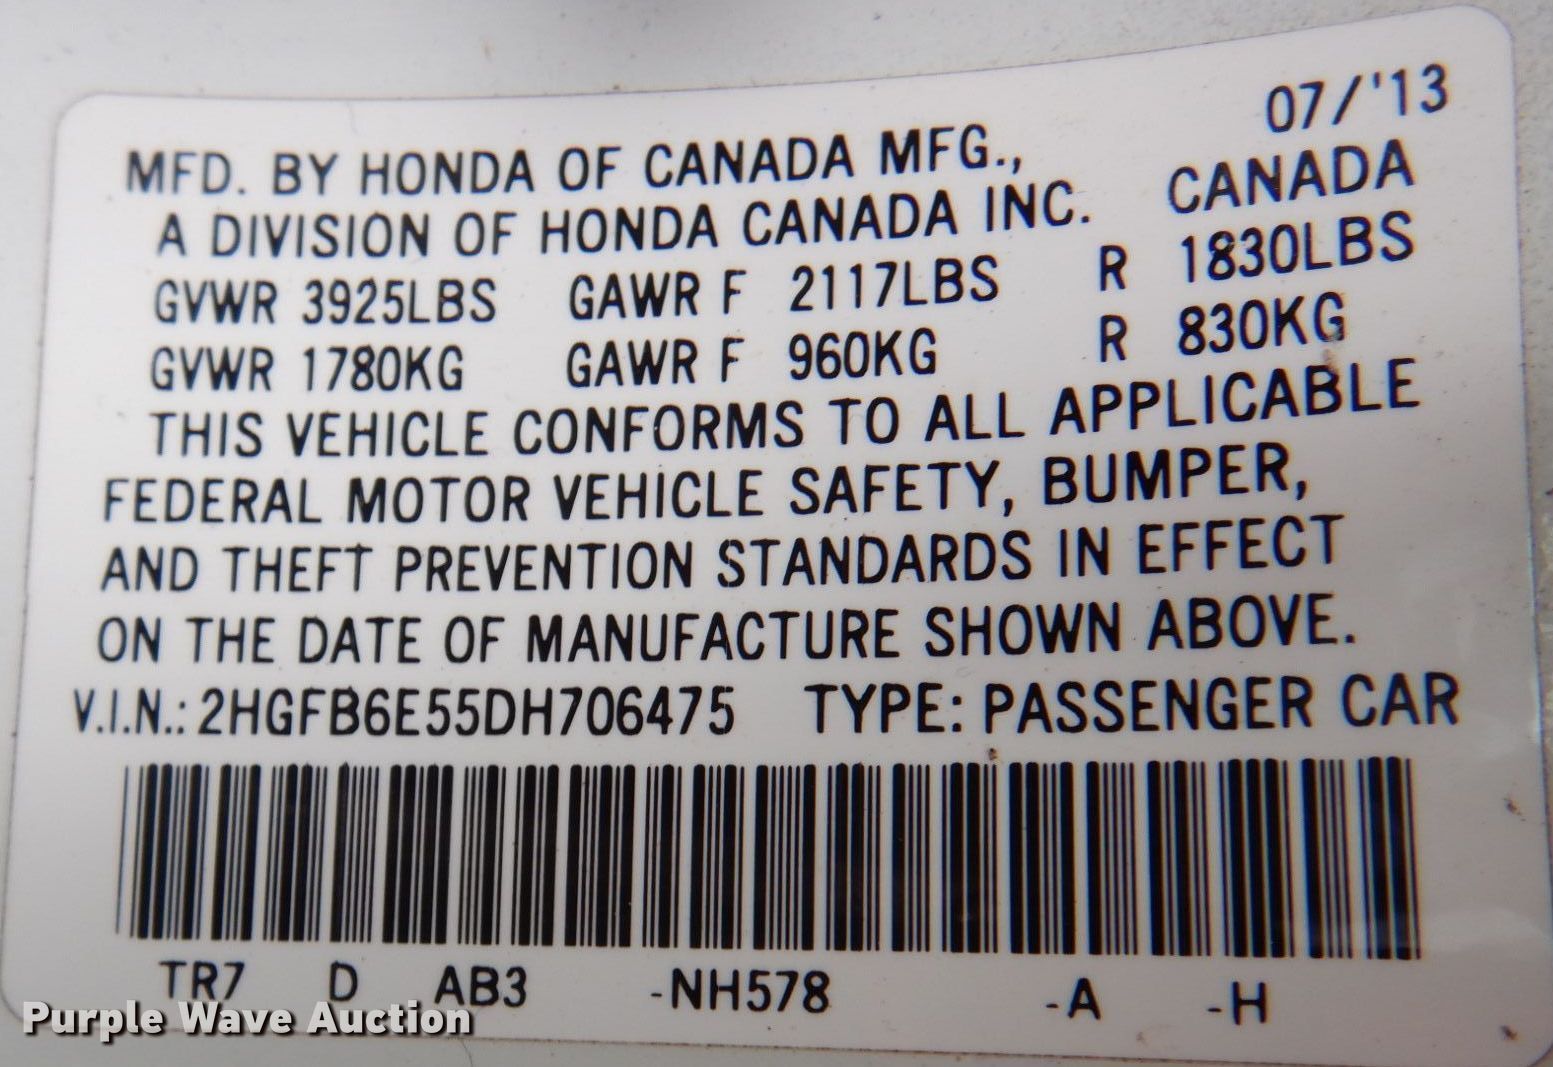 07/'13
MFD. BY HONDA OF CANADA MFG.,
A DIVISION OF HONDA CANADA INC. CANADA
GVWR 3925LBS GAWR F 2117LBS R 1830LBS
GVWR 1780KG GAWR F 960KG R 830KG
THIS VEHICLE CONFORMS TO ALL APPLICABLE
FEDERAL MOTOR VEHICLE SAFETY, BUMPER,
AND THEFT PREVENTION STANDARDS IN EFFECT
ON THE DATE OF MANUFACTURE SHOWN ABOVE.
V.I.N.: 2HGFB6E55DH706475 TYPE: PASSENGER CAR
TR7 D AB3 -NH578 -A -H
Purple Wave Auction